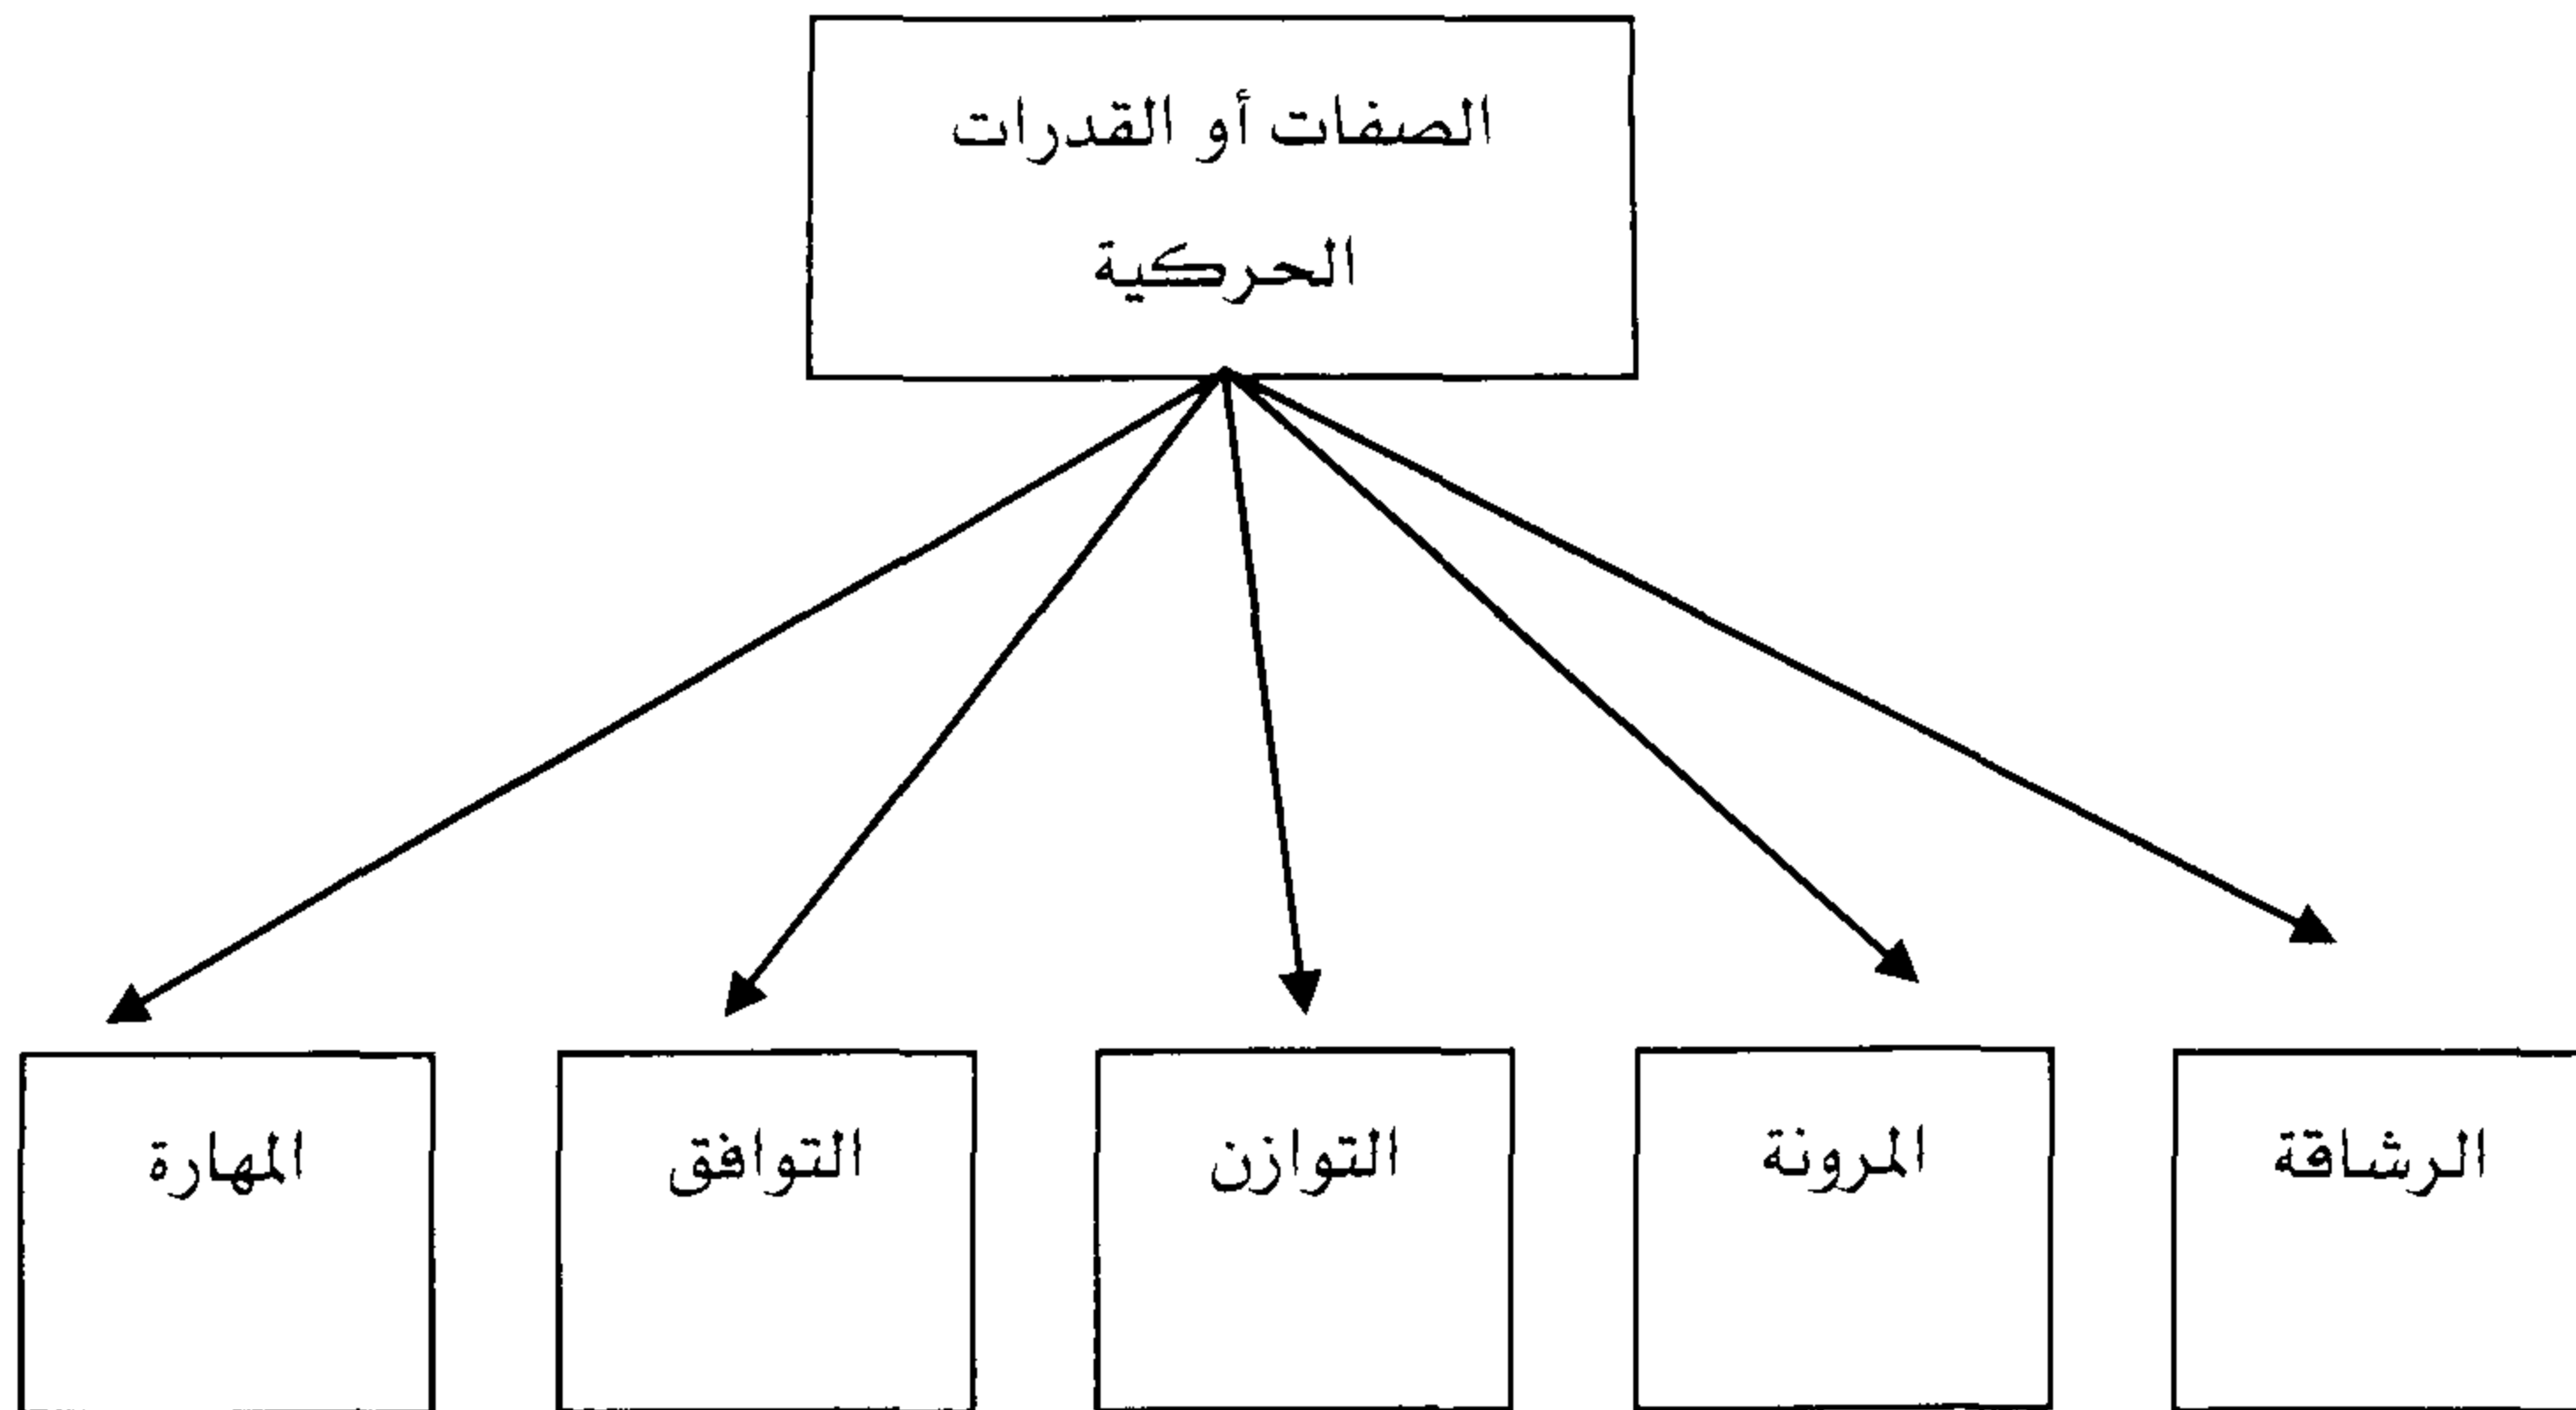 الصفات أو القدرات
الحركية
الرشاقة
المرونة
التوازن
التوافق
المهارة